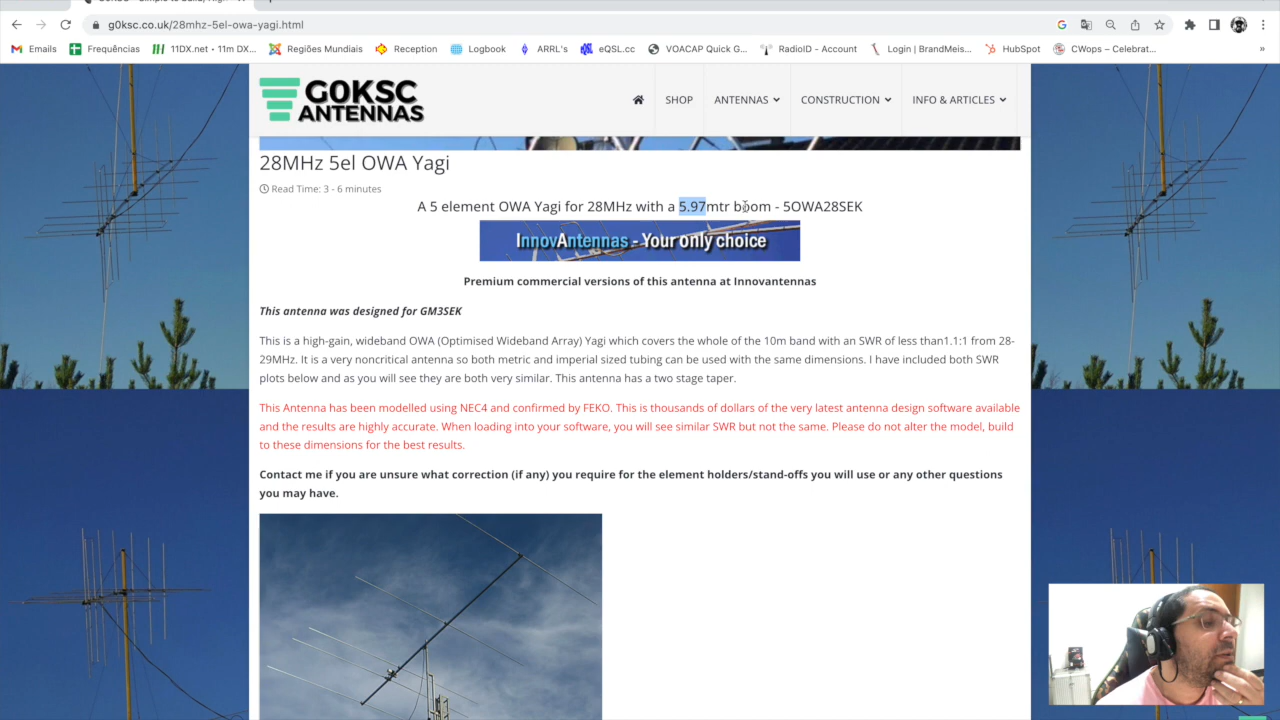 g0ksc.co.uk/28mhz-5el-owa-yagi.html
Emails Frequências 11DX.net - 11m DX... Regiões Mundiais Reception Logbook ARRL's eQSL.cc VOACAP Quick G... RadioID - Account Login | BrandMeis... HubSpot CWops – Celebrat... »
G0KSC
ANTENNAS
SHOP ANTENNAS CONSTRUCTION INFO & ARTICLES
28MHz 5el OWA Yagi
Read Time: 3 - 6 minutes
A 5 element OWA Yagi for 28MHz with a 5.97mtr boom - 5OWA28SEK
InnovAntennas - Your only choice
Premium commercial versions of this antenna at Innovantennas
This antenna was designed for GM3SEK
This is a high-gain, wideband OWA (Optimised Wideband Array) Yagi which covers the whole of the 10m band with an SWR of less than1.1:1 from 28-
29MHz. It is a very noncritical antenna so both metric and imperial sized tubing can be used with the same dimensions. I have included both SWR
plots below and as you will see they are both very similar. This antenna has a two stage taper.
This Antenna has been modelled using NEC4 and confirmed by FEKO. This is thousands of dollars of the very latest antenna design software available
and the results are highly accurate. When loading into your software, you will see similar SWR but not the same. Please do not alter the model, build
to these dimensions for the best results.
Contact me if you are unsure what correction (if any) you require for the element holders/stand-offs you will use or any other questions
you may have.